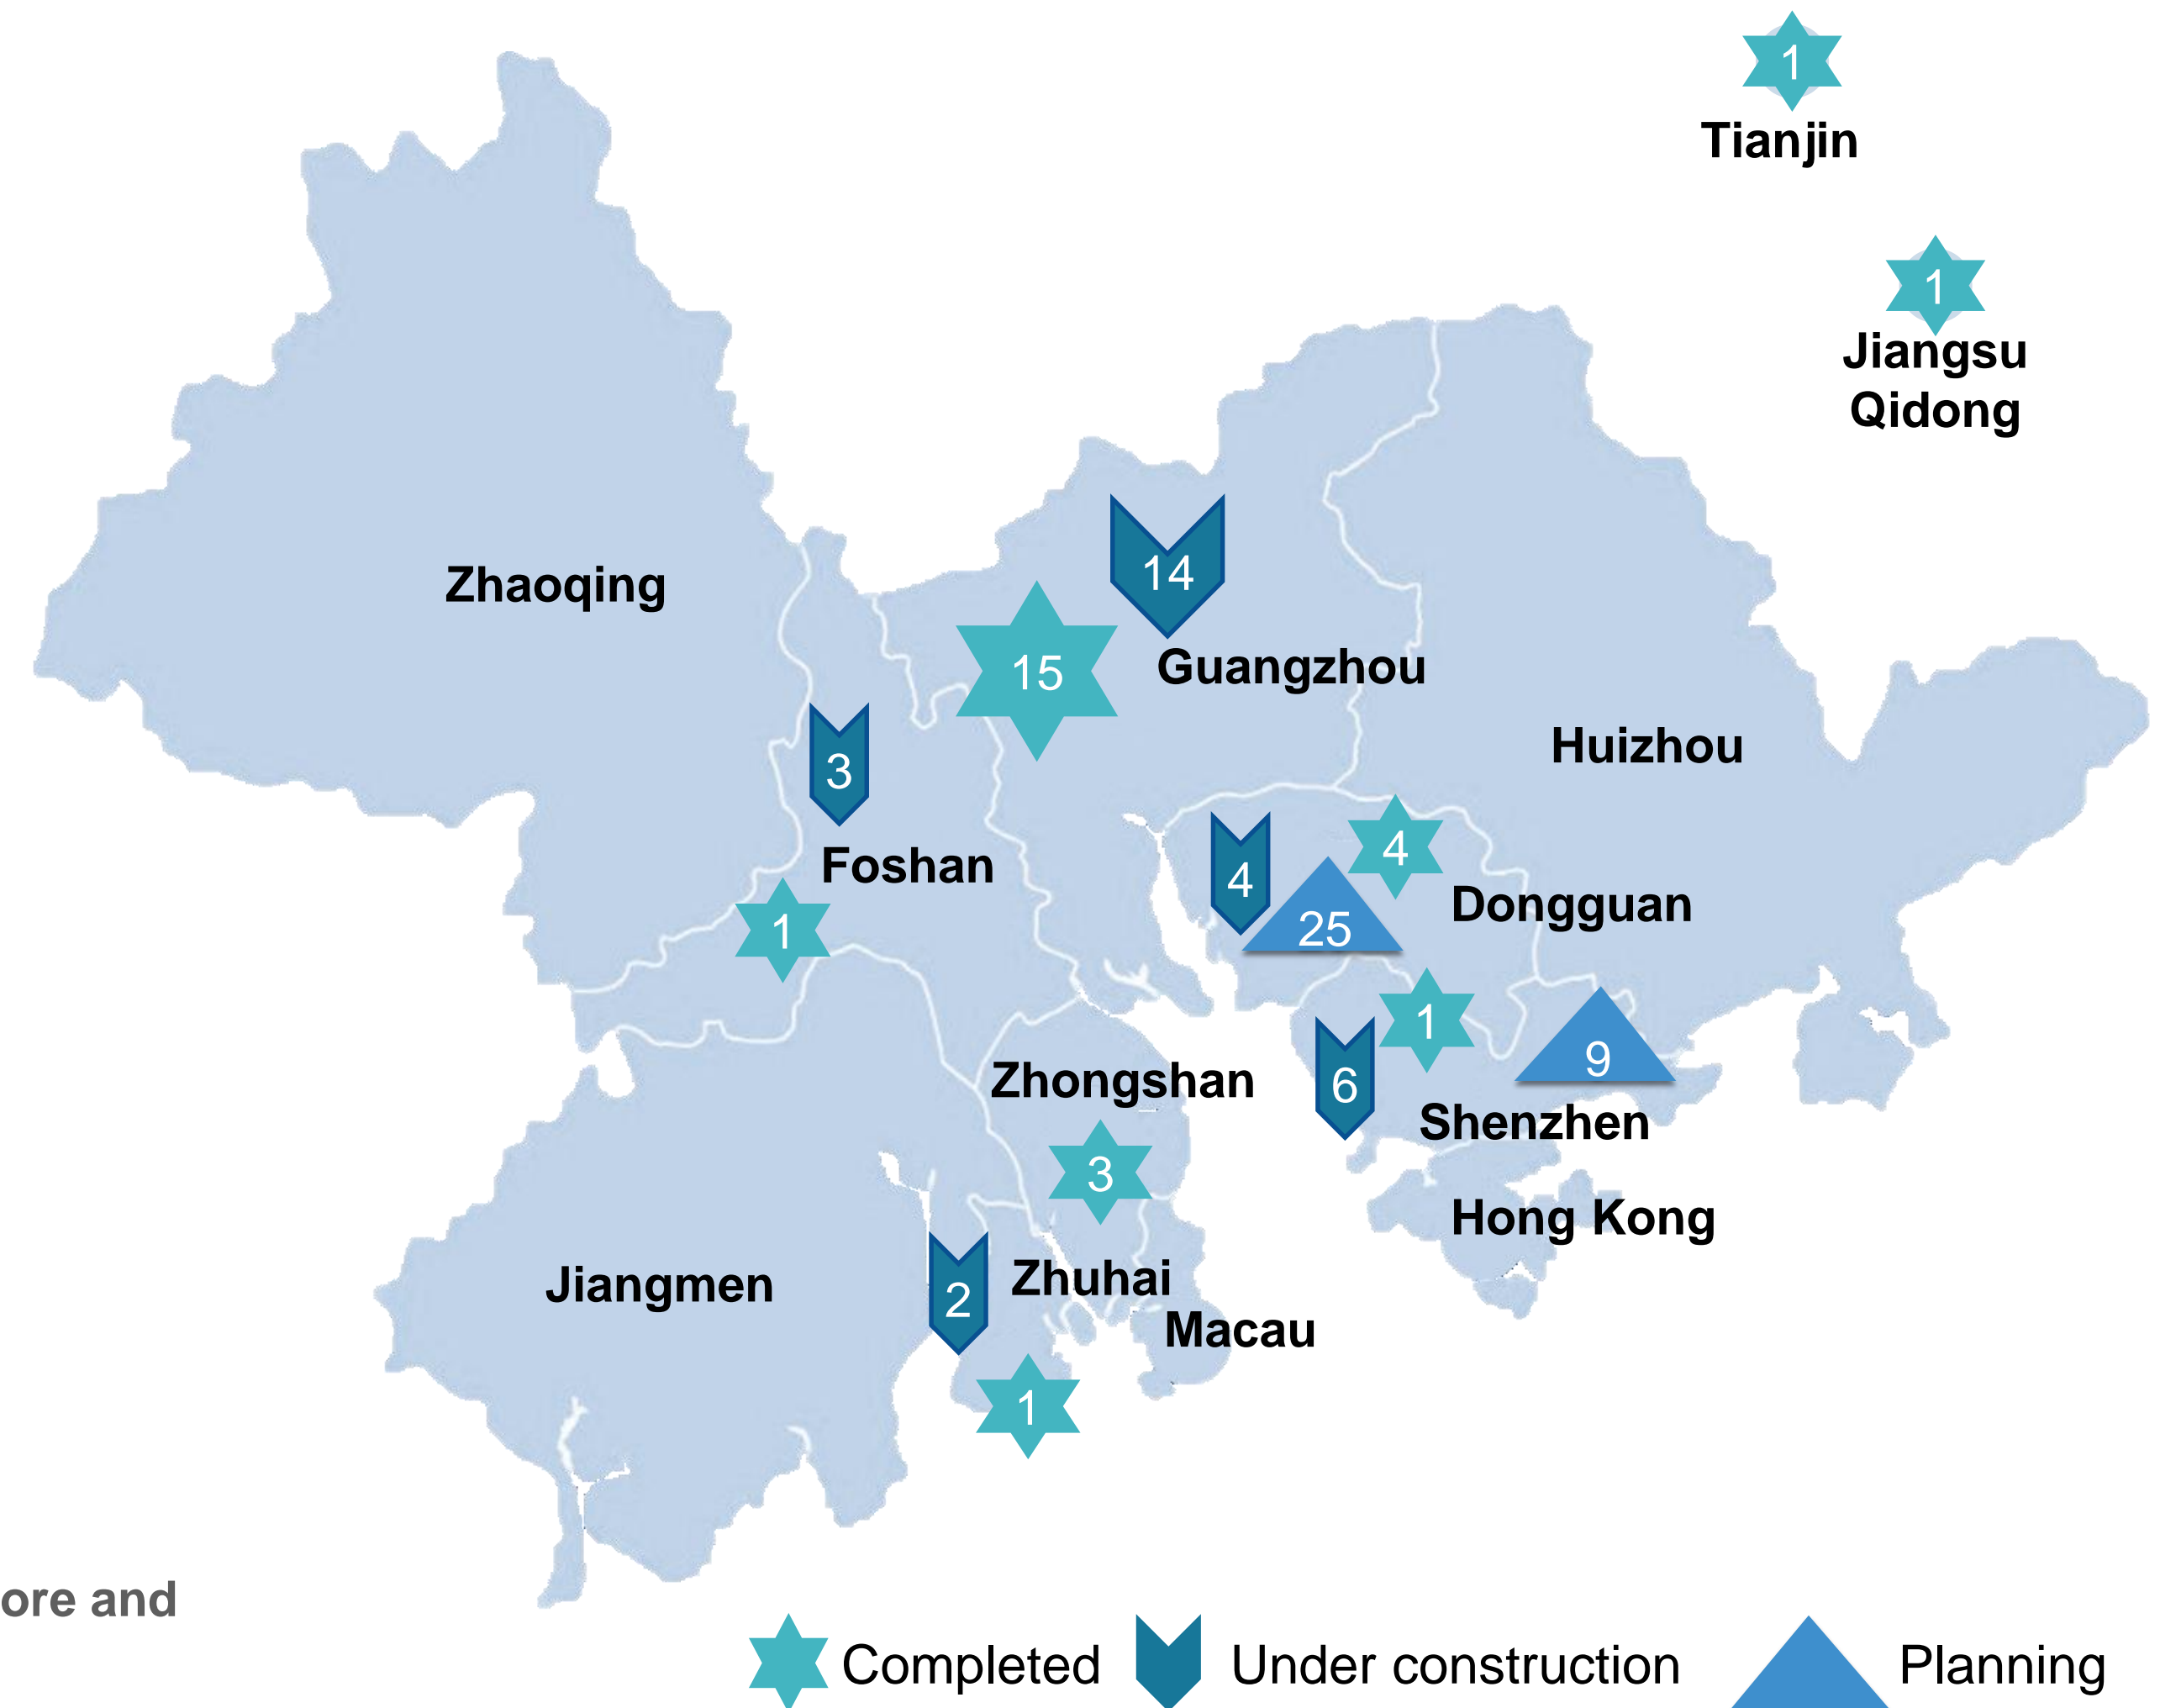 1
Tianjin
1
Jiangsu
Qidong
14
Zhaoqing
15
Guangzhou
3
Huizhou
4
4
Foshan
25
Dongguan
1
1
9
Zhongshan
6
Shenzhen
3
Hong Kong
Jiangmen
2
Zhuhai
Macau
1
ore and
Completed
Under construction
Planning